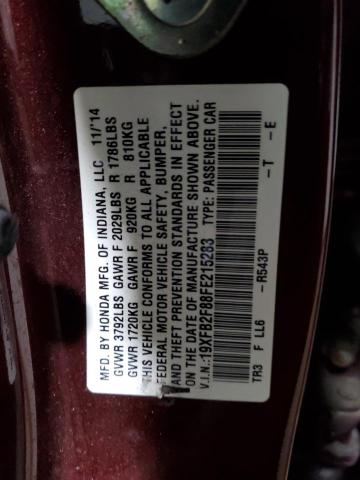 MFD. BY HONDA MFG. OF INDIANA, LLC 11/'14
GVWR 3792LBS GAWR F 2029LBS R 1786LBS
GVWR 1720KG GAWR F 920KG R 810KG
THIS VEHICLE CONFORMS TO ALL APPLICABLE
FEDERAL MOTOR VEHICLE SAFETY, BUMPER,
AND THEFT PREVENTION STANDARDS IN EFFECT
ON THE DATE OF MANUFACTURE SHOWN ABOVE.
V.I.N.:19XFB2F88FE215283 TYPE: PASSENGER CAR
TR3 F LL6 -R543P -T -E